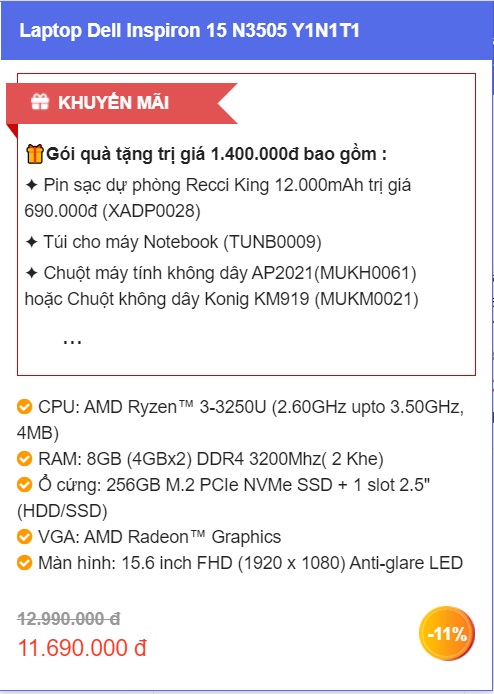 Laptop Dell Inspiron 15 N3505 Y1N1T1
KHUYẾN MÃI
Gói quà tặng trị giá 1.400.000đ bao gồm :
✦ Pin sạc dự phòng Recci King 12.000mAh trị giá
690.000đ (XADP0028)
✦ Túi cho máy Notebook (TUNB0009)
✦ Chuột máy tính không dây AP2021(MUKH0061)
hoặc Chuột không dây Konig KM919 (MUKM0021)
...
CPU: AMD Ryzen™ 3-3250U (2.60GHz upto 3.50GHz,
4MB)
RAM: 8GB (4GBx2) DDR4 3200Mhz( 2 Khe)
Ổ cứng: 256GB M.2 PCIe NVMe SSD + 1 slot 2.5"
(HDD/SSD)
VGA: AMD Radeon™ Graphics
Màn hình: 15.6 inch FHD (1920 x 1080) Anti-glare LED
12.990.000 đ
11.690.000 đ
-11%